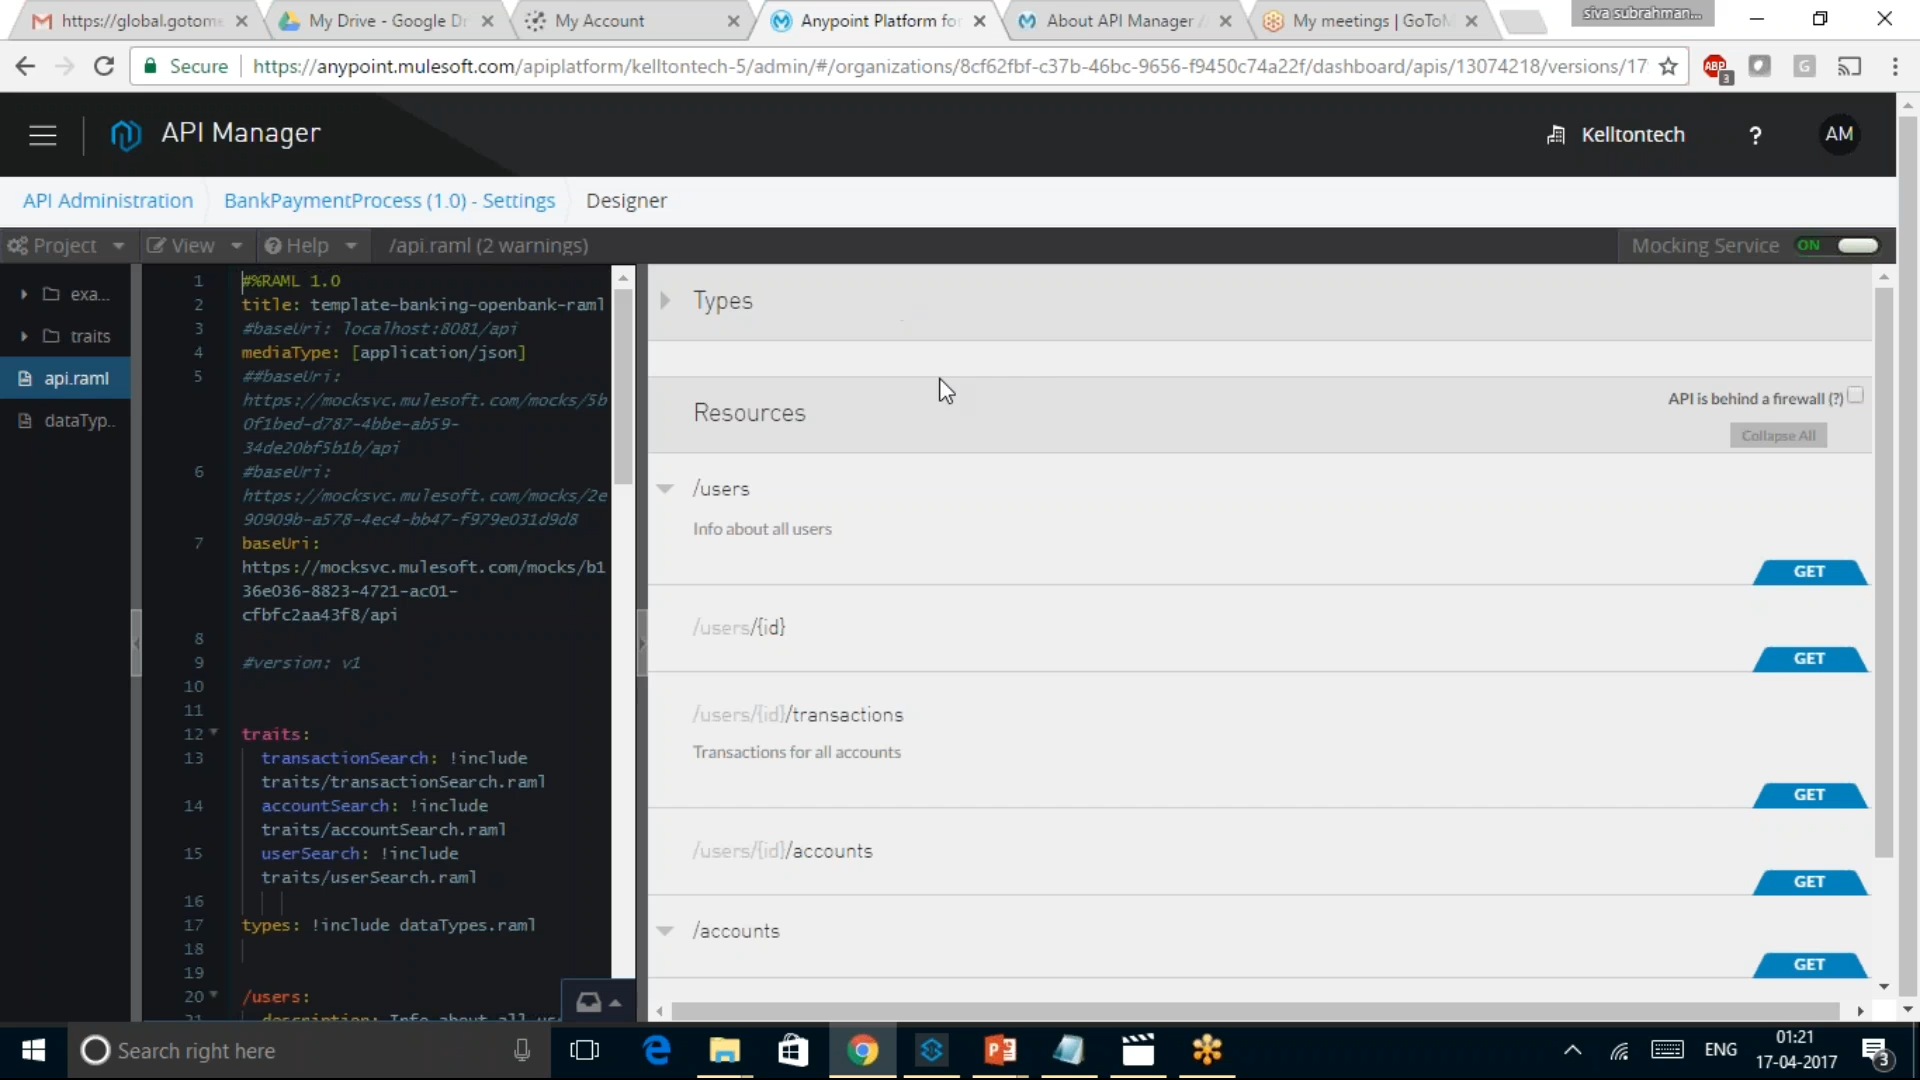 https://global.gotome
My Drive - Google Dr
My Account
Anypoint Platform fo
About API Manager /
My meetings | GoToM
siva subrahman...
Secure
https://anypoint.mulesoft.com/apiplatform/kelltontech-5/admin/#/organizations/8cf62fbf-c37b-46bc-9656-f9450c74a22f/dashboard/apis/13074218/versions/17
ABP
3
G
API Manager
Kelltontech
?
AM
API Administration
BankPaymentProcess (1.0) - Settings
Designer
Project
View
Help
/api.raml (2 warnings)
Mocking Service
ON
exa...
traits
api.raml
dataTyp..
1 #%RAML 1.0
2 title: template-banking-openbank-raml
3 #baseUri: localhost:8081/api
4 mediaType: [application/json]
5 ##baseUri:
https://mocksvc.mulesoft.com/mocks/5b
0f1bed-d787-4bbe-ab59-
34de20bf5b1b/api
6 #baseUri:
https://mocksvc.mulesoft.com/mocks/2e
90909b-a578-4ec4-bb47-f979e031d9d8
7 baseUri:
https://mocksvc.mulesoft.com/mocks/b1
36e036-8823-4721-ac01-
cfbfc2aa43f8/api
8
9 #version: v1
10
11
12 traits:
13 transactionSearch: !include
traits/transactionSearch.raml
14 accountSearch: !include
traits/accountSearch.raml
15 userSearch: !include
traits/userSearch.raml
16
17 types: !include dataTypes.raml
18
19
20 /users:
21 description: Info about all use
Types
Resources
API is behind a firewall (?)
Collapse All
/users
Info about all users
GET
/users/{id}
GET
/users/{id}/transactions
Transactions for all accounts
GET
/users/{id}/accounts
GET
/accounts
GET
Search right here
ENG
01:21
17-04-2017
3